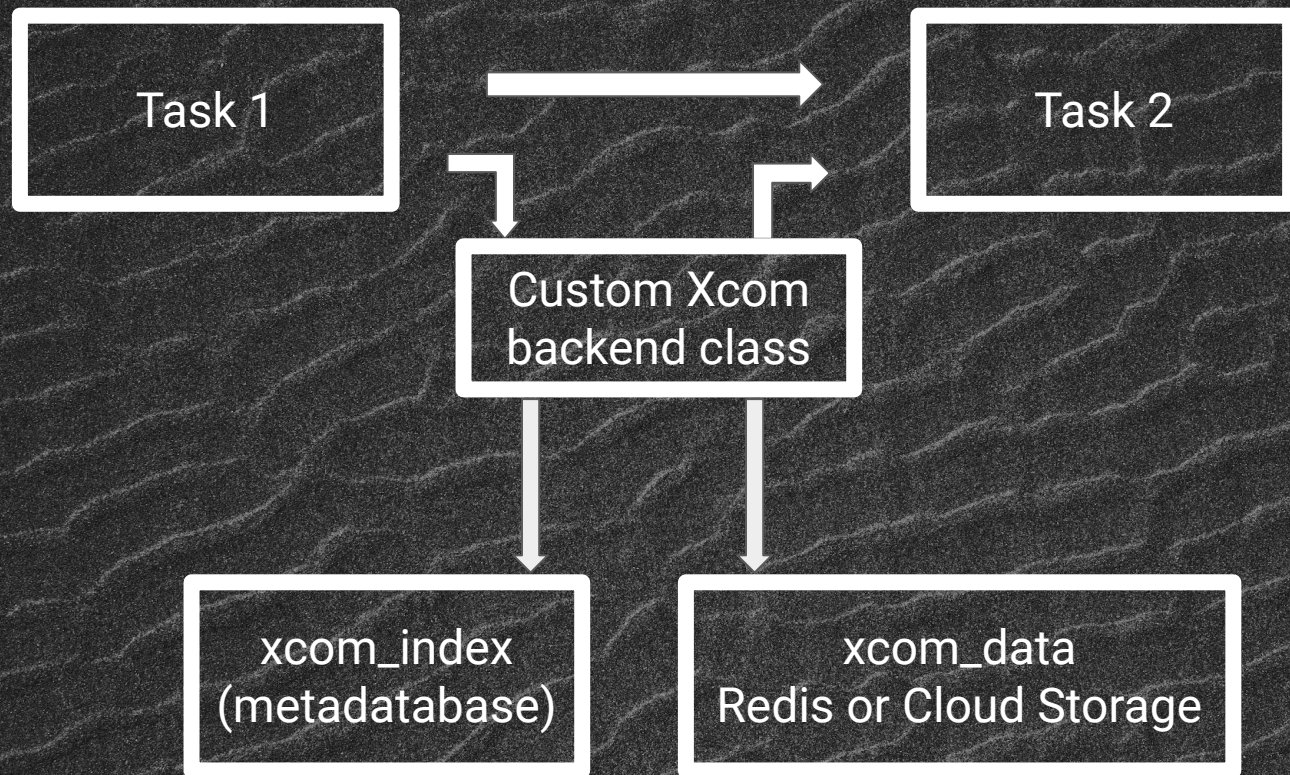 Task 1
Task 2
Custom Xcom
backend class
xcom_index
(metadatabase)
xcom_data
Redis or Cloud Storage